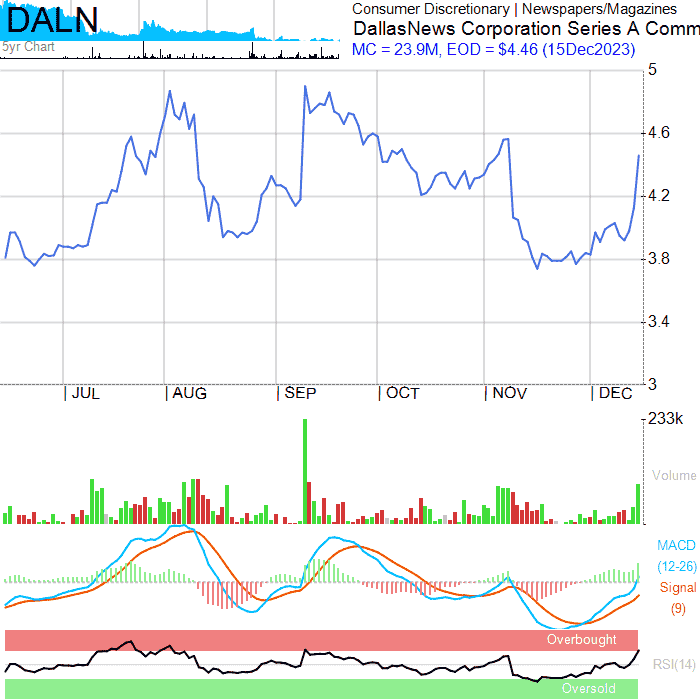 DALN
5yr Chart
Consumer Discretionary | Newspapers/Magazines
DallasNews Corporation Series A Comm
MC = 23.9M, EOD = $4.46 (15Dec2023)
5
4.6
4.2
3.8
3.4
3
| JUL | AUG | SEP | OCT | NOV | DEC
233k
Volume
MACD
(12-26)
Signal
(9)
Overbought
RSI(14)
Oversold